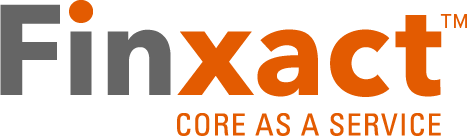 Finxact™
CORE AS A SERVICE